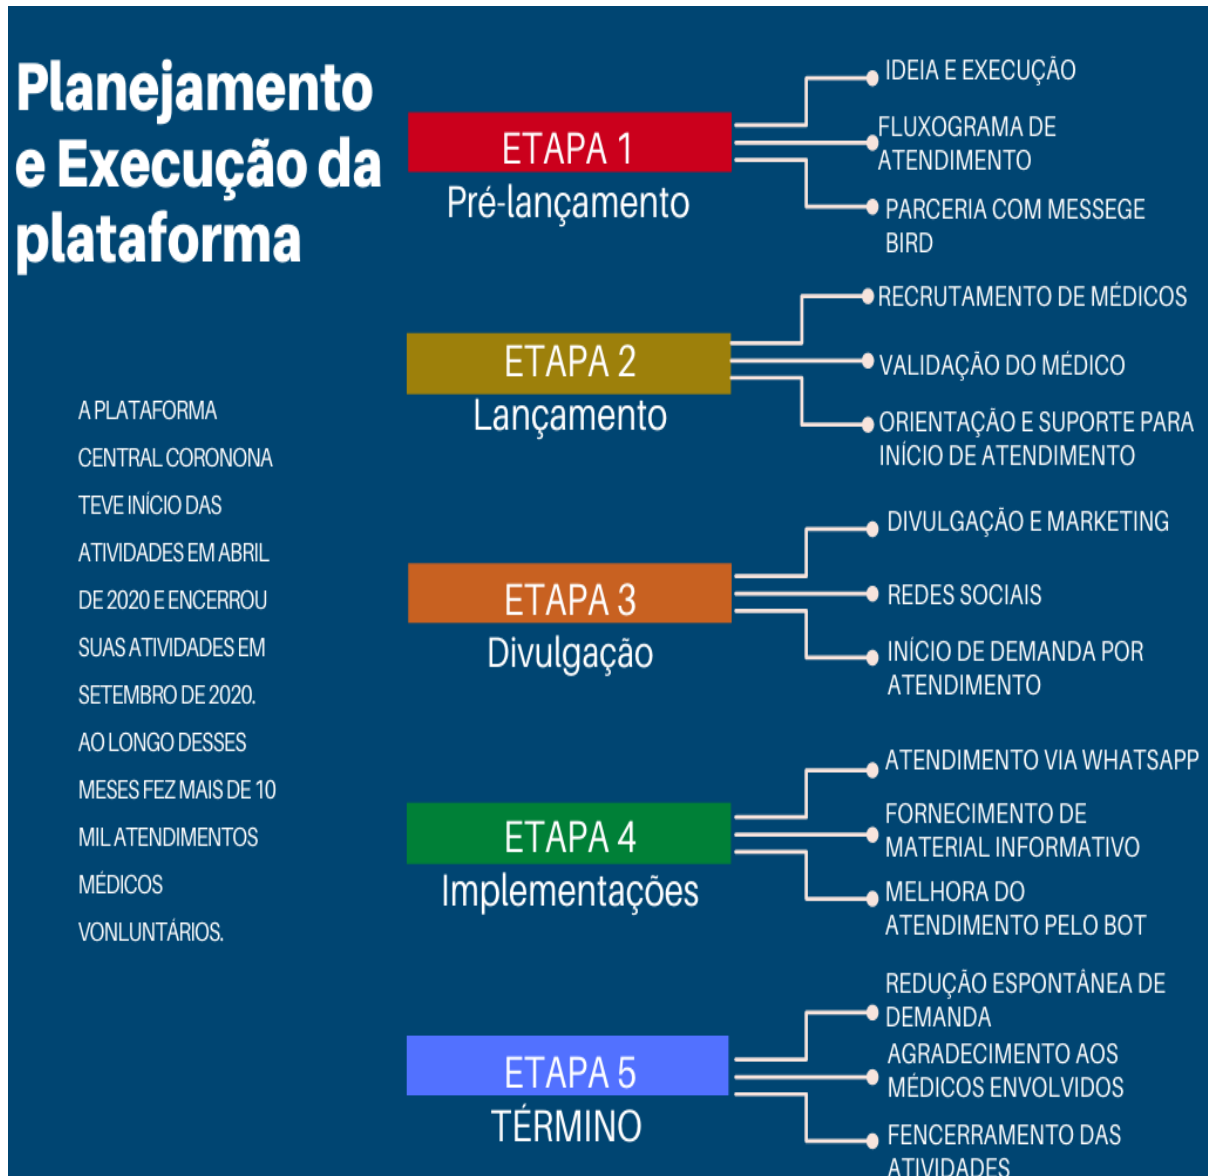 Planejamento
e Execução da
plataforma
A PLATAFORMA
CENTRAL CORONONA
TEVE INÍCIO DAS
ATIVIDADES EM ABRIL
DE 2020 E ENCERROU
SUAS ATIVIDADES EM
SETEMBRO DE 2020.
AO LONGO DESSES
MESES FEZ MAIS DE 10
MIL ATENDIMENTOS
MÉDICOS
VONLUNTÁRIOS.
ETAPA 1
Pré-lançamento
IDEIA E EXECUÇÃO
FLUXOGRAMA DE
ATENDIMENTO
PARCERIA COM MESSEGE
BIRD
ETAPA 2
Lançamento
RECRUTAMENTO DE MÉDICOS
VALIDAÇÃO DO MÉDICO
ORIENTAÇÃO E SUPORTE PARA
INÍCIO DE ATENDIMENTO
ETAPA 3
Divulgação
DIVULGAÇÃO E MARKETING
REDES SOCIAIS
INÍCIO DE DEMANDA POR
ATENDIMENTO
ETAPA 4
Implementações
ATENDIMENTO VIA WHATSAPP
FORNECIMENTO DE
MATERIAL INFORMATIVO
MELHORA DO
ATENDIMENTO PELO BOT
ETAPA 5
TÉRMINO
REDUÇÃO ESPONTÂNEA DE
DEMANDA
AGRADECIMENTO AOS
MÉDICOS ENVOLVIDOS
FENCERRAMENTO DAS
ATIVIDADES